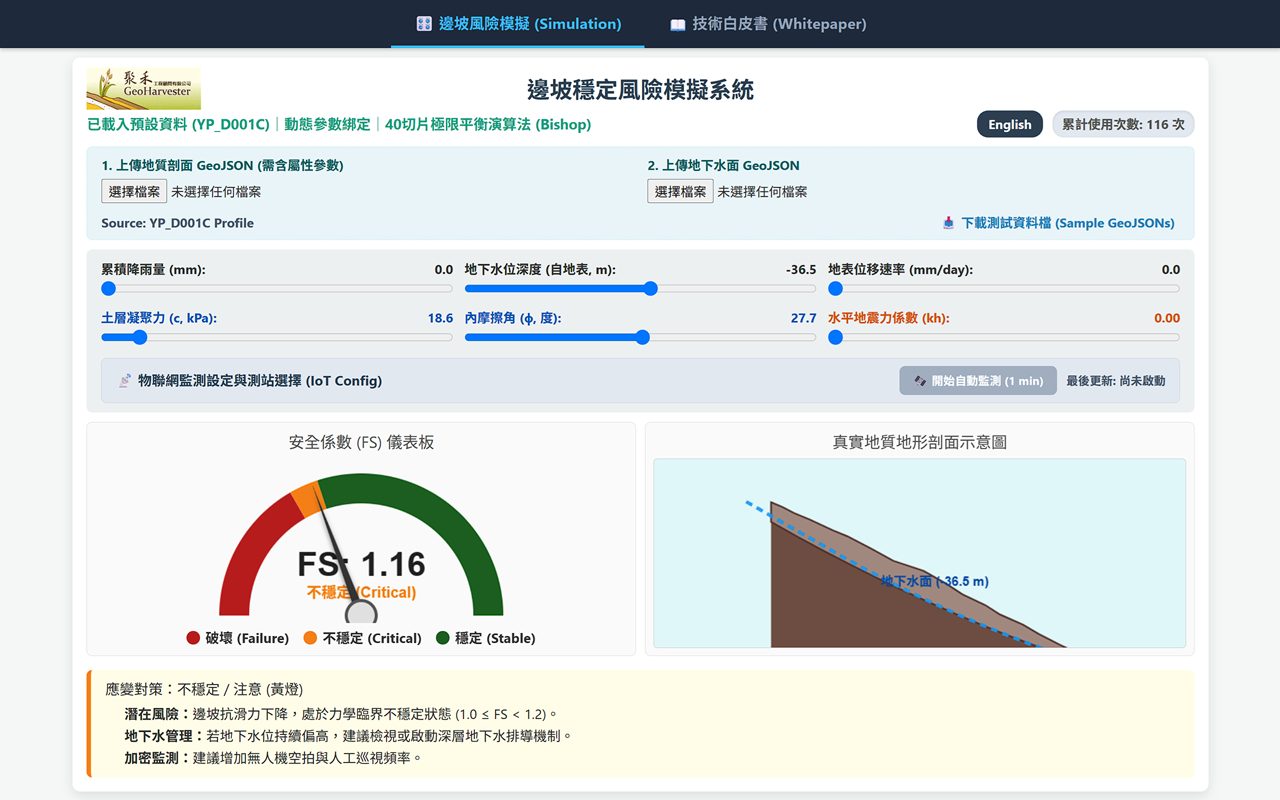 邊坡風險模擬 (Simulation)
技術白皮書 (Whitepaper)
聚禾工程顧問有限公司
GeoHarvester
邊坡穩定風險模擬系統
已載入預設資料 (YP_D001C)｜動態參數綁定｜40切片極限平衡演算法 (Bishop)
English
累計使用次數: 116 次
1. 上傳地質剖面 GeoJSON (需含屬性參數)
選擇檔案 未選擇任何檔案
Source: YP_D001C Profile
2. 上傳地下水面 GeoJSON
選擇檔案 未選擇任何檔案
下載測試資料檔 (Sample GeoJSONs)
累積降雨量 (mm): 0.0
地下水位深度 (自地表, m): -36.5
地表位移速率 (mm/day): 0.0
土層凝聚力 (c, kPa): 18.6
內摩擦角 (ϕ, 度): 27.7
水平地震力係數 (kh): 0.00
物聯網監測設定與測站選擇 (IoT Config)
開始自動監測 (1 min)
最後更新: 尚未啟動
安全係數 (FS) 儀表板
FS: 1.16
不穩定 (Critical)
破壞 (Failure)
不穩定 (Critical)
穩定 (Stable)
真實地質地形剖面示意圖
地下水面 (-36.5 m)
應變對策：不穩定 / 注意 (黃燈)
潛在風險：邊坡抗滑力下降，處於力學臨界不穩定狀態 (1.0 ≤ FS < 1.2)。
地下水管理：若地下水位持續偏高，建議檢視或啟動深層地下水排導機制。
加密監測：建議增加無人機空拍與人工巡視頻率。